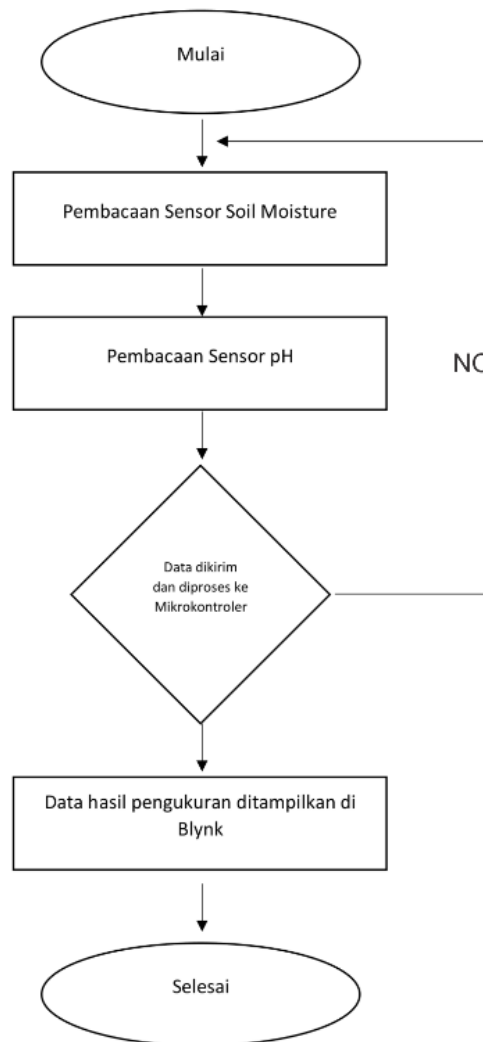 Mulai
Pembacaan Sensor Soil Moisture
Pembacaan Sensor pH
NO
Data dikirim
dan diproses ke
Mikrokontroler
Data hasil pengukuran ditampilkan di
Blynk
Selesai